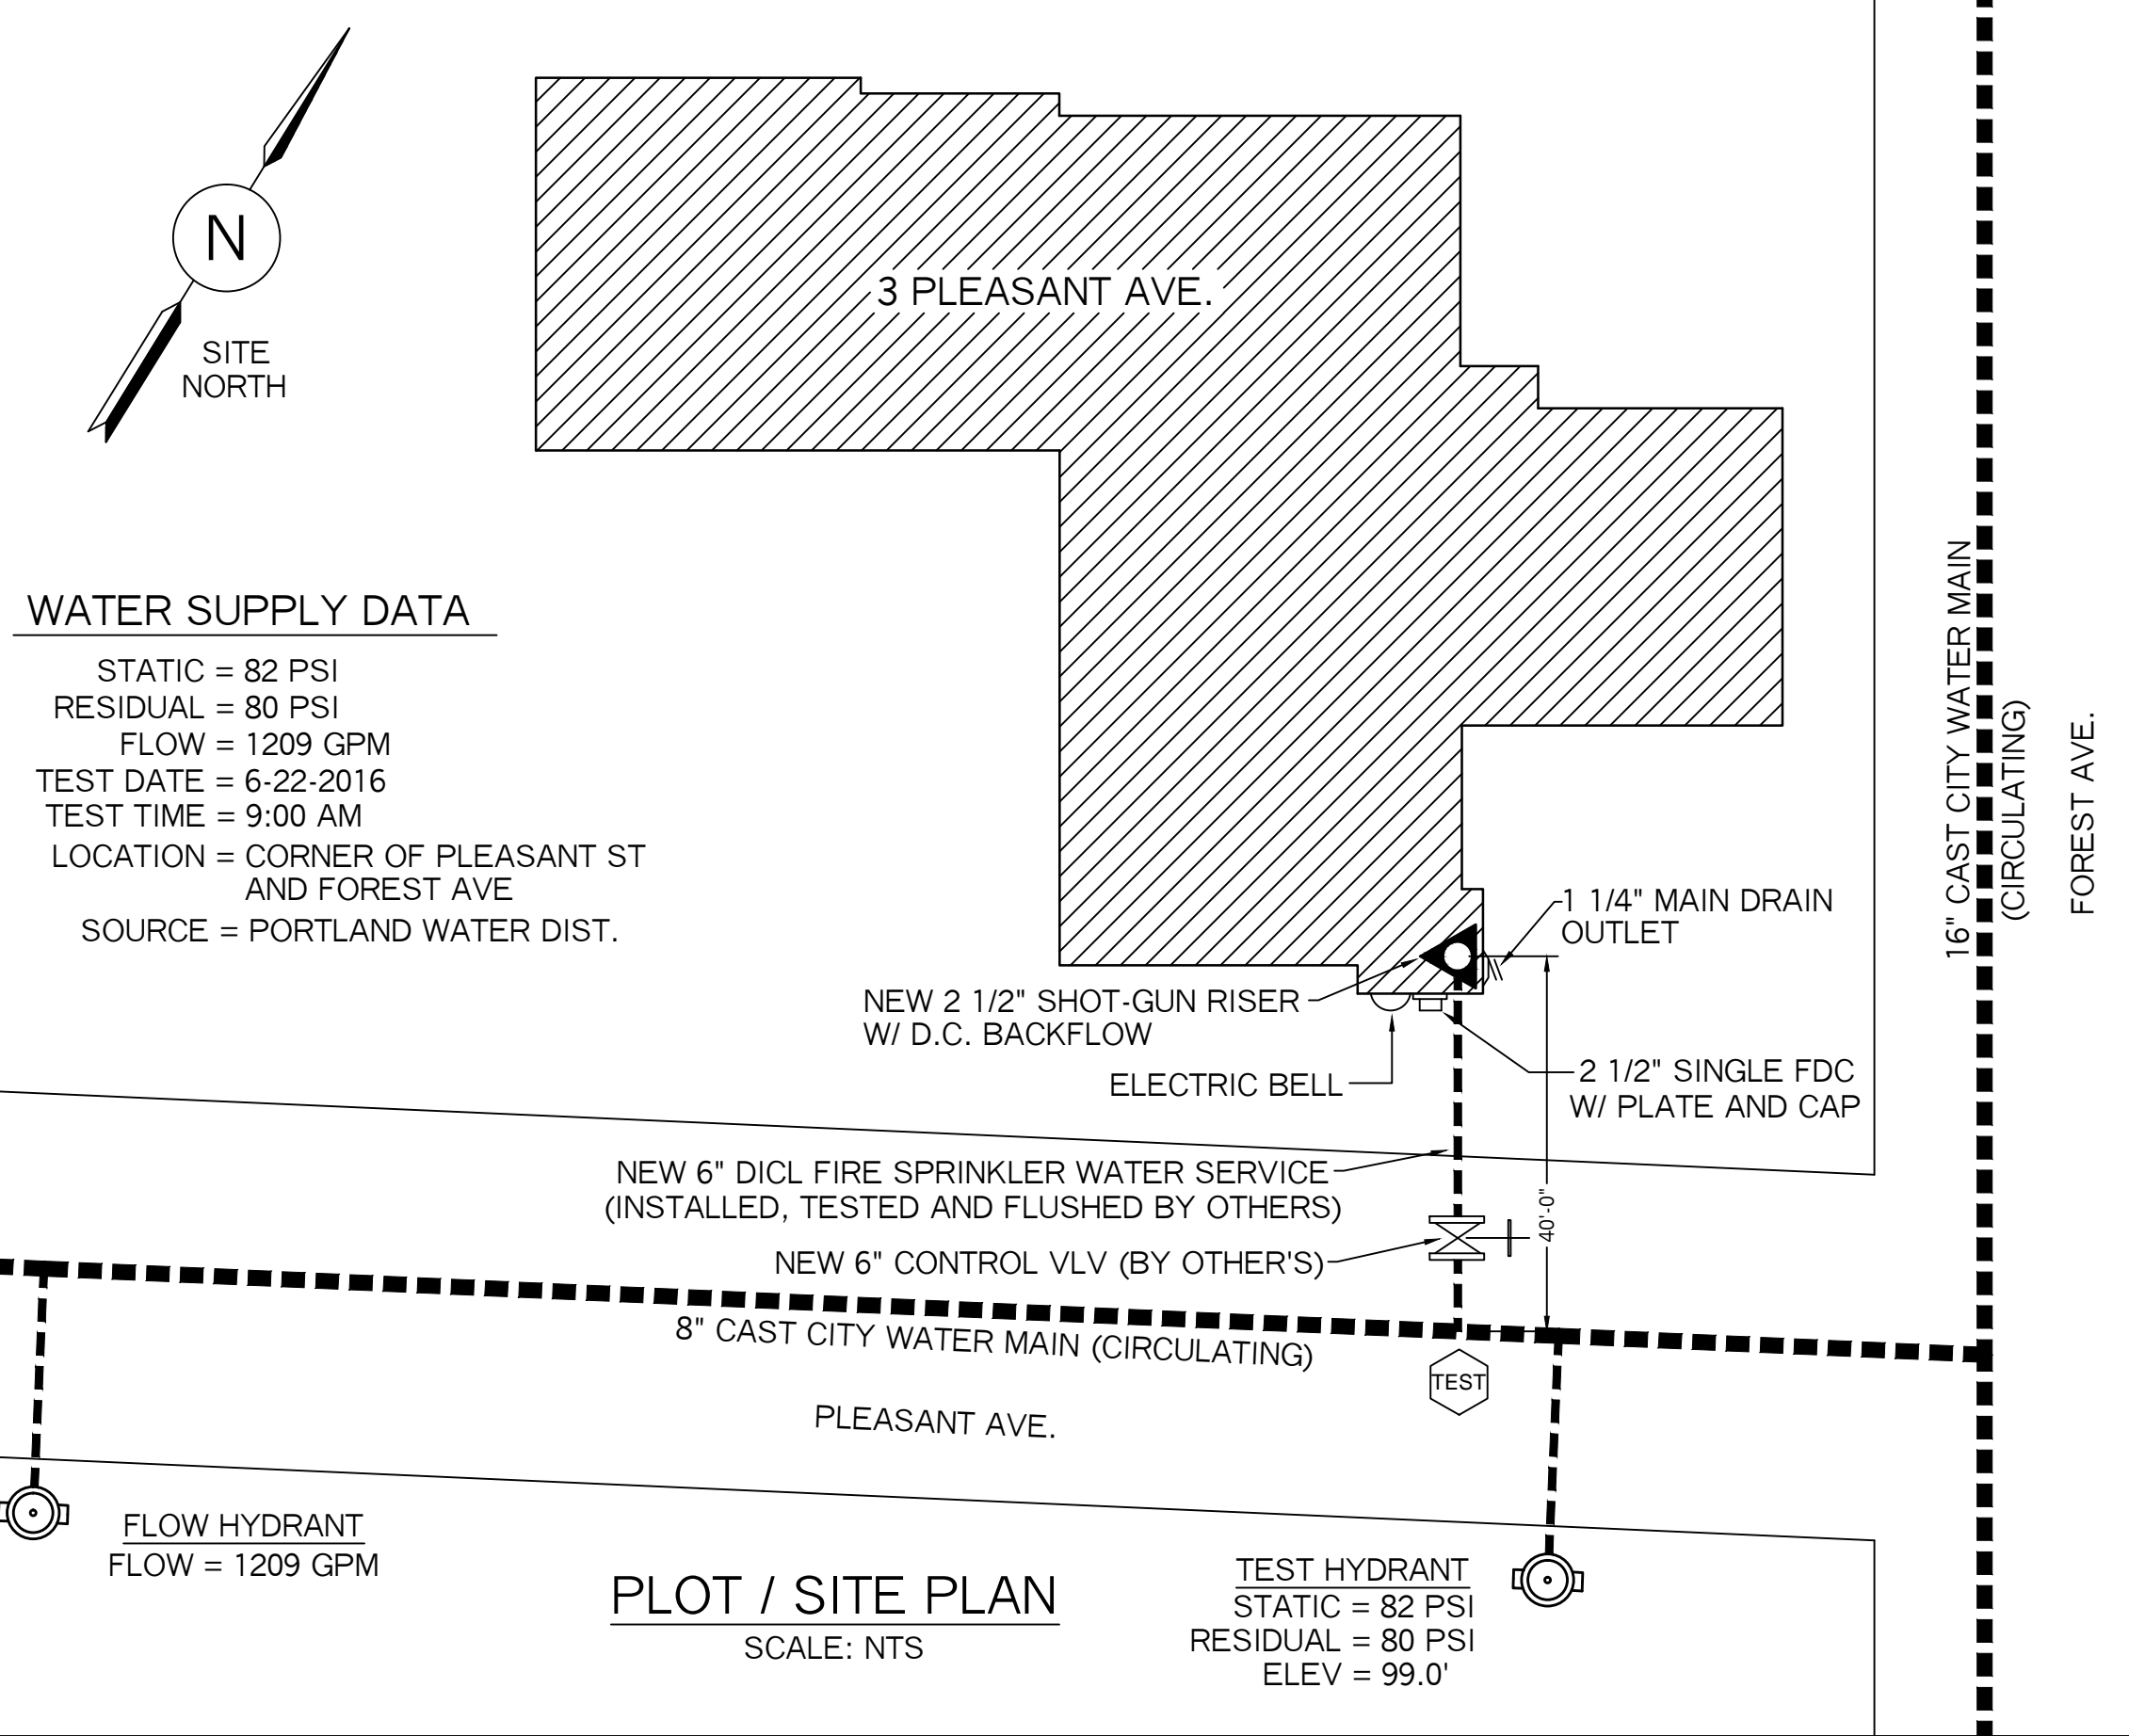 N
SITE
NORTH
3 PLEASANT AVE.
WATER SUPPLY DATA
STATIC = 82 PSI
RESIDUAL = 80 PSI
FLOW = 1209 GPM
TEST DATE = 6-22-2016
TEST TIME = 9:00 AM
LOCATION = CORNER OF PLEASANT ST
AND FOREST AVE
SOURCE = PORTLAND WATER DIST.
1 1/4" MAIN DRAIN
OUTLET
NEW 2 1/2" SHOT-GUN RISER
W/ D.C. BACKFLOW
ELECTRIC BELL
2 1/2" SINGLE FDC
W/ PLATE AND CAP
16" CAST CITY WATER MAIN
(CIRCULATING)
FOREST AVE.
NEW 6" DICL FIRE SPRINKLER WATER SERVICE
(INSTALLED, TESTED AND FLUSHED BY OTHERS)
40'-0"
NEW 6" CONTROL VLV (BY OTHER'S)
8" CAST CITY WATER MAIN (CIRCULATING)
TEST
PLEASANT AVE.
FLOW HYDRANT
FLOW = 1209 GPM
PLOT / SITE PLAN
SCALE: NTS
TEST HYDRANT
STATIC = 82 PSI
RESIDUAL = 80 PSI
ELEV = 99.0'